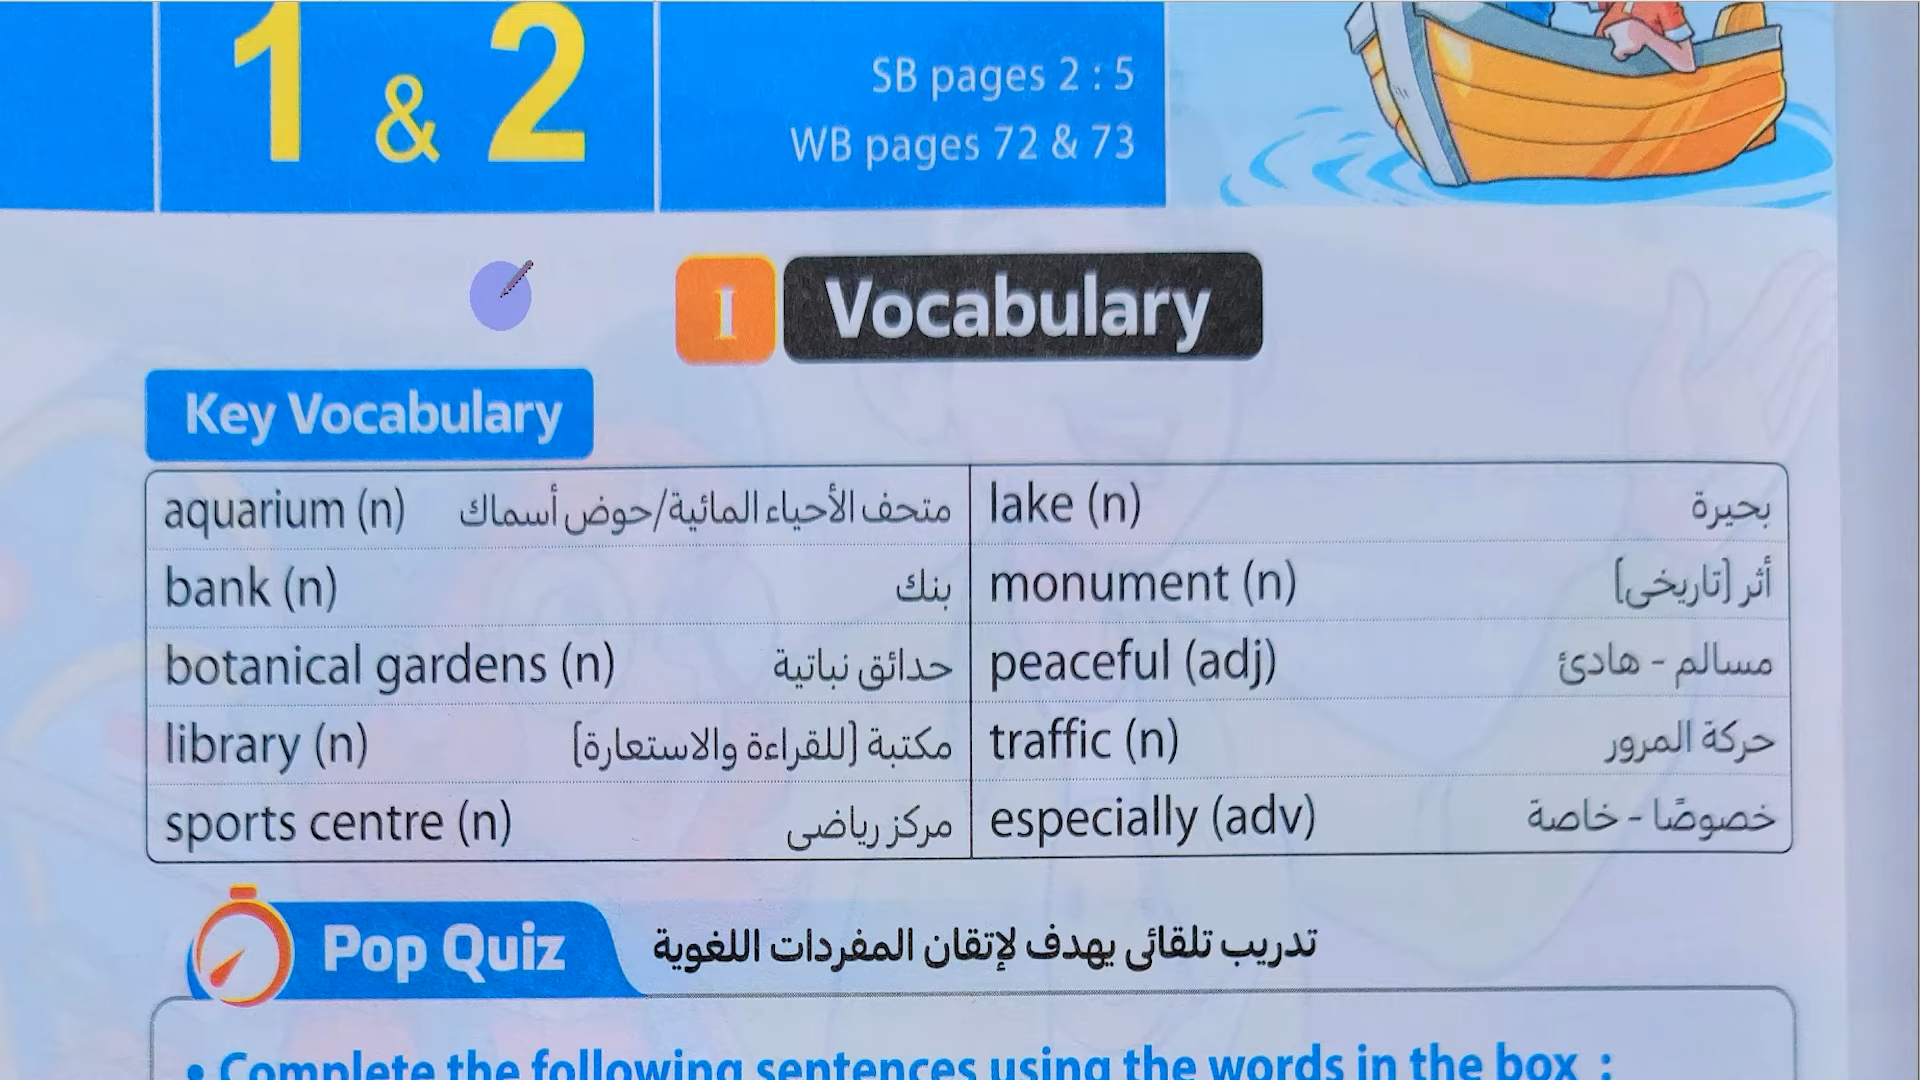 1 & 2
SB pages 2 : 5
WB pages 72 & 73
I Vocabulary
Key Vocabulary
aquarium (n) متحف الأحياء المائية/حوض أسماك
lake (n) بحيرة
bank (n) بنك
monument (n) أثر [تاريخى]
botanical gardens (n) حدائق نباتية
peaceful (adj) مسالم - هادئ
library (n) مكتبة [للقراءة والاستعارة]
traffic (n) حركة المرور
sports centre (n) مركز رياضى
especially (adv) خصوصًا - خاصة
Pop Quiz تدريب تلقائى يهدف لإتقان المفردات اللغوية
• Complete the following sentences using the words in the box :